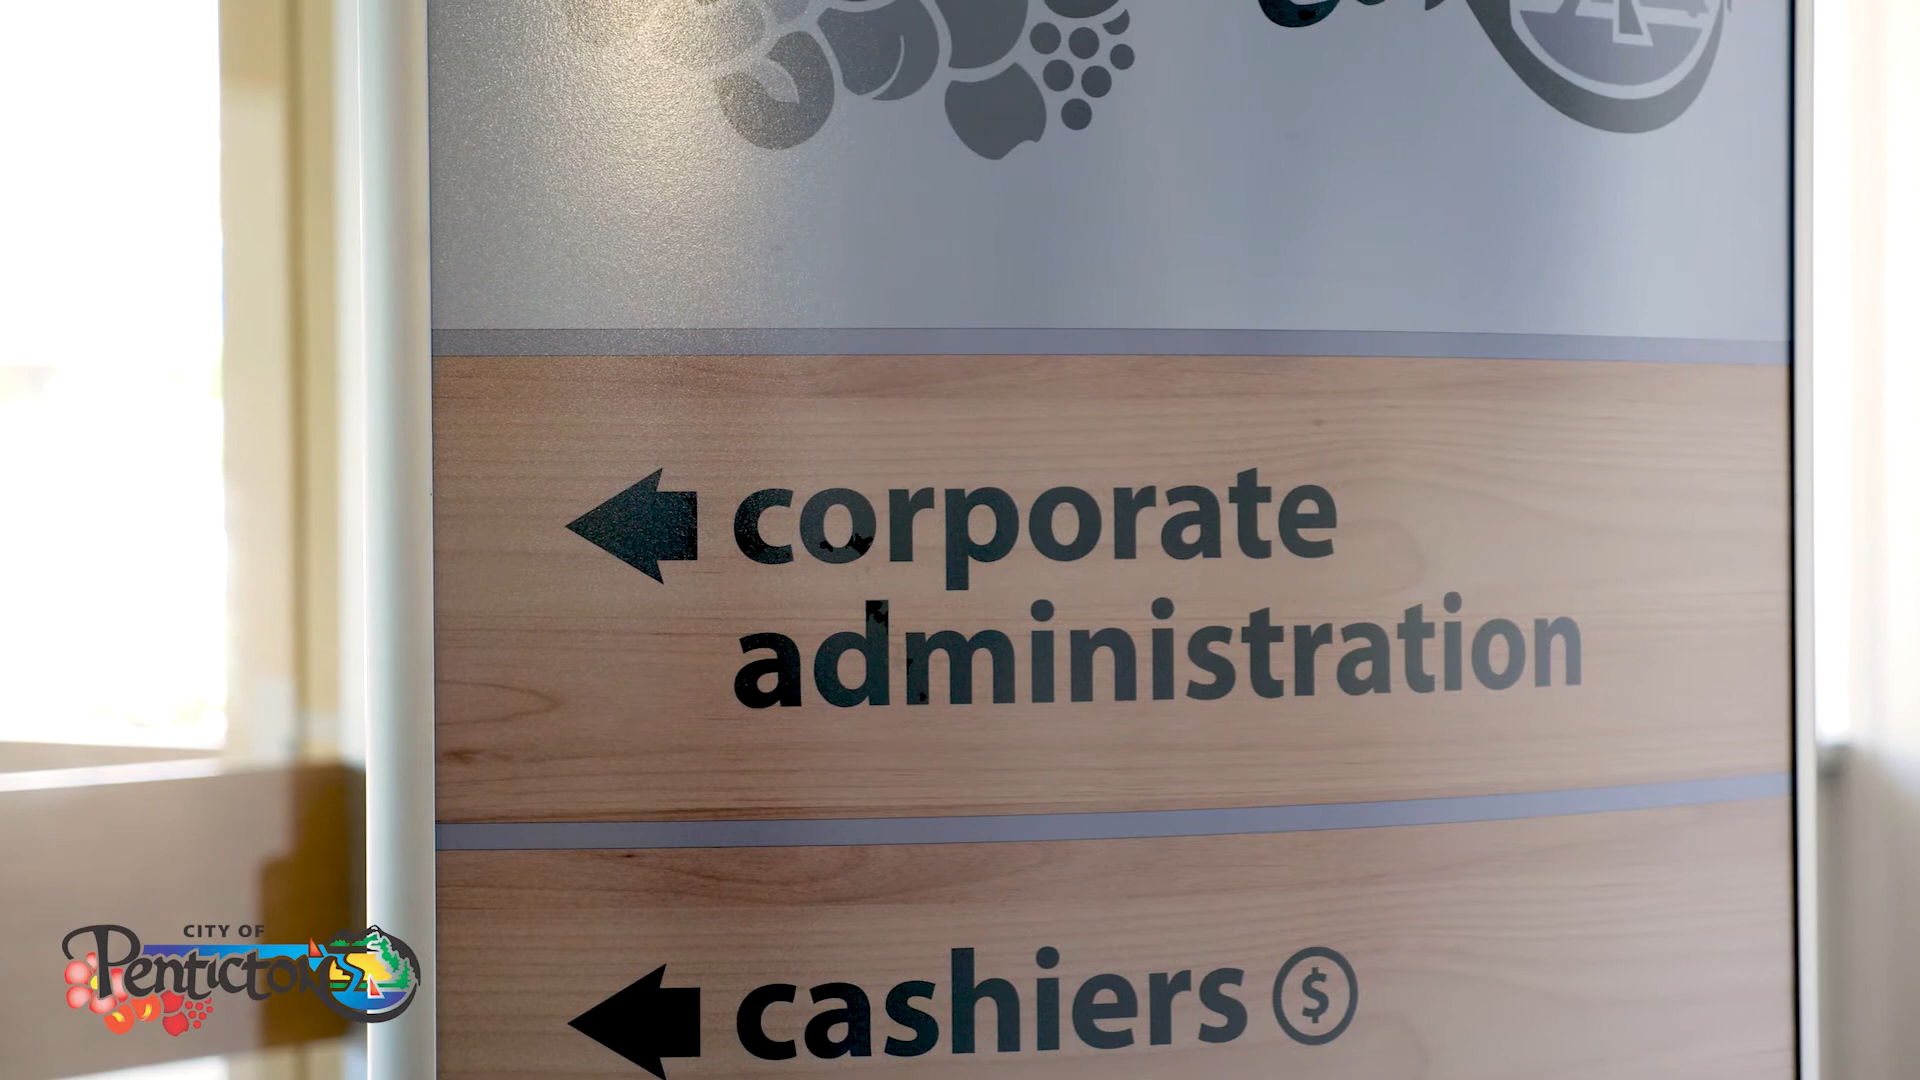 corporate
administration
cashiers $
CITY OF
Penticton